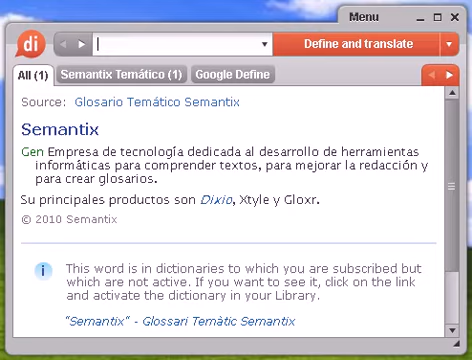 Menu
di
Define and translate
All (1)
Semantix Temático (1)
Google Define
Source: Glosario Temático Semantix
Semantix
Gen Empresa de tecnología dedicada al desarrollo de herramientas
informáticas para comprender textos, para mejorar la redacción y
para crear glosarios.
Su principales producto son Dixio, Xtyle y Gloxr.
© 2010 Semantix
i
This word is in dictionaries to which you are subscribed but
which are not active. If you want to see it, click on the link
and activate the dictionary in your Library.
"Semantix" - Glossari Temàtic Semantix